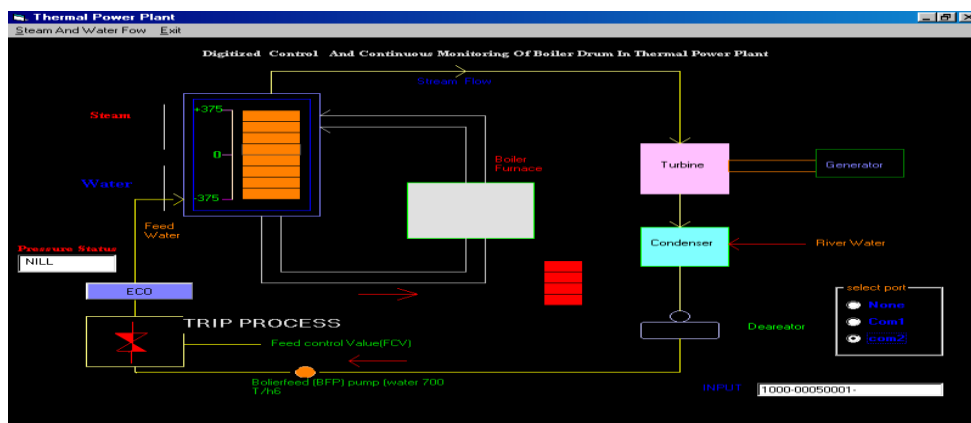 Thermal Power Plant
Steam And Water Fow Exit
Digitized Control And Continuous Monitoring Of Boiler Drum In Thermal Power Plant
Stream Flow
+375
Steam
0
Boiler
Furnace
Turbine
Generator
Water
-375
Feed
Water
Pressure Status
NILL
Condenser
River Water
ECO
select port
None
Com1
com2
TRIP PROCESS
Deareator
Feed control Value(FCV)
Bolierfeed (BFP) pump (water 700
T/h6
INPUT
1000-00050001-